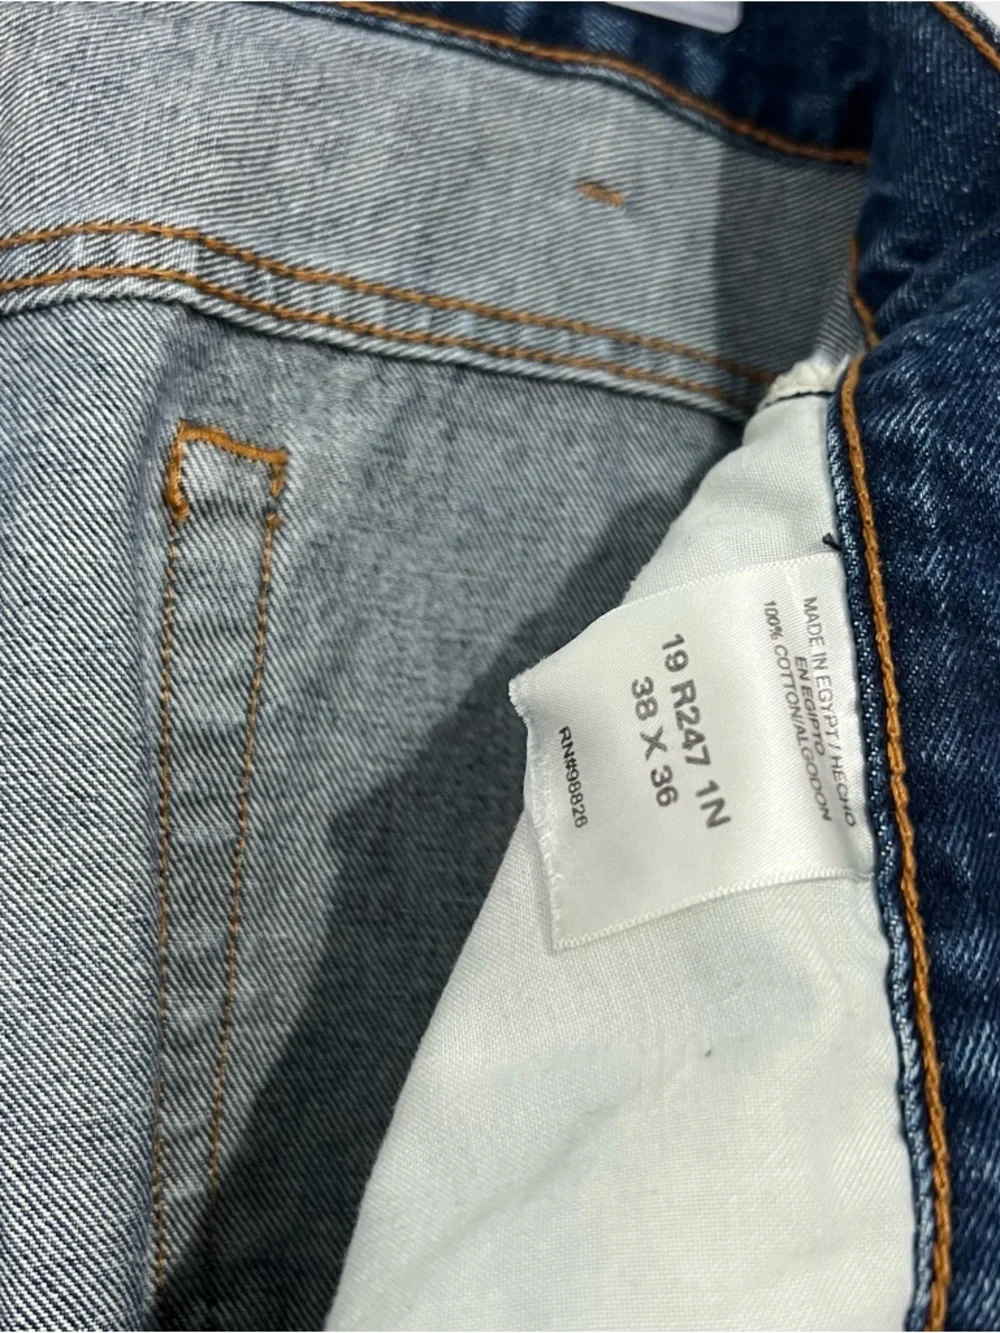 MADE IN EGYPT / HECHO
EN EGIPTO
100% COTTON/ALGODON
19 R247 1N
38 X 36
RN#98826